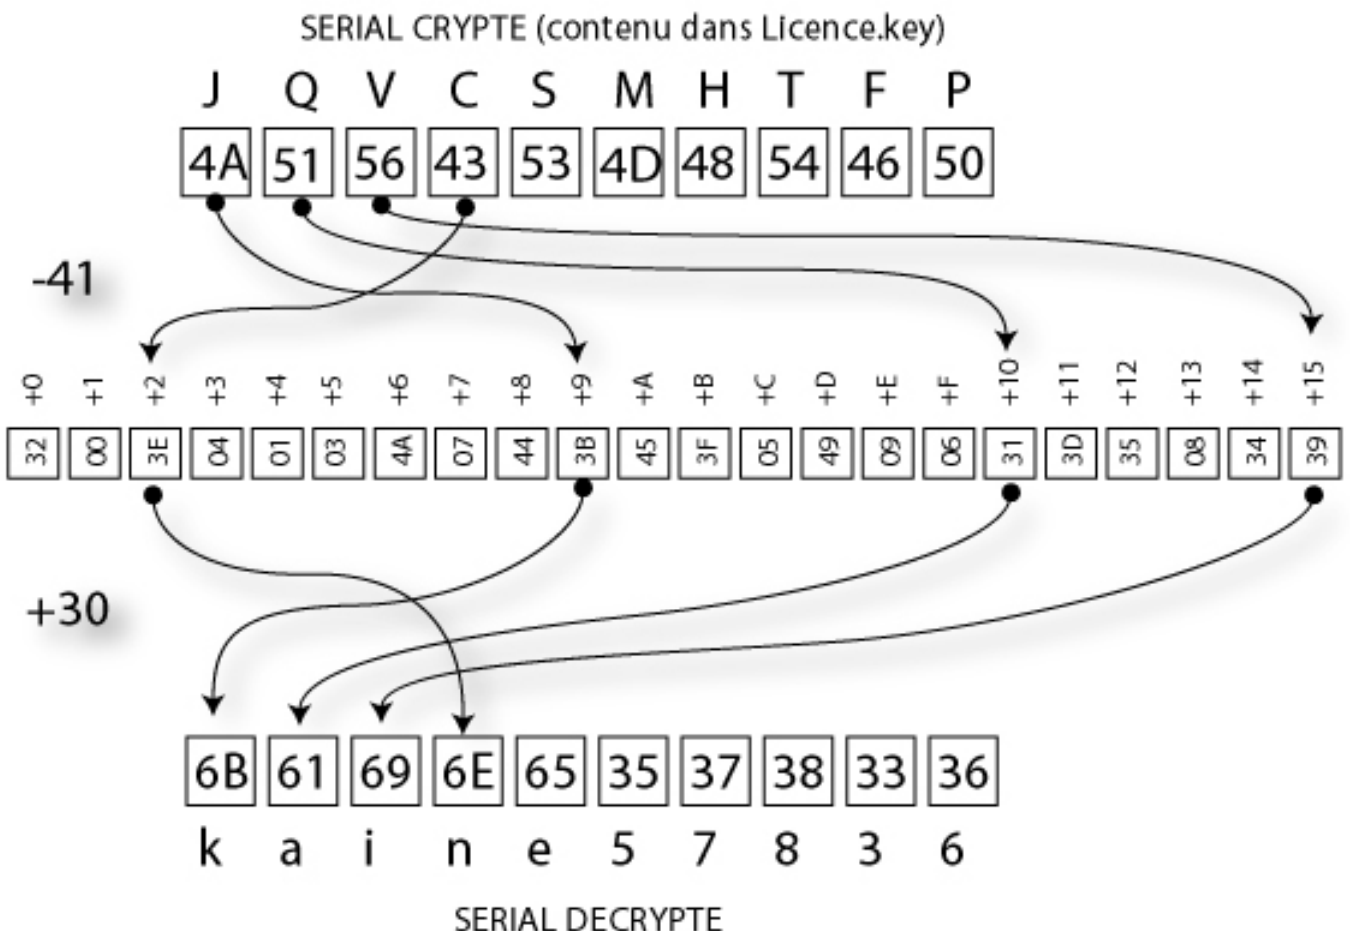 SERIAL CRYPTE (contenu dans Licence.key)
J Q V C S M H T F P
4A 51 56 43 53 4D 48 54 46 50
-41
+0 +1 +2 +3 +4 +5 +6 +7 +8 +9 +A +B +C +D +E +F +10 +11 +12 +13 +14 +15
32 00 3E 04 01 03 4A 07 44 3B 45 3F 05 49 09 06 31 3D 35 08 34 39
+30
6B 61 69 6E 65 35 37 38 33 36
k a i n e 5 7 8 3 6
SERIAL DECRYPTE